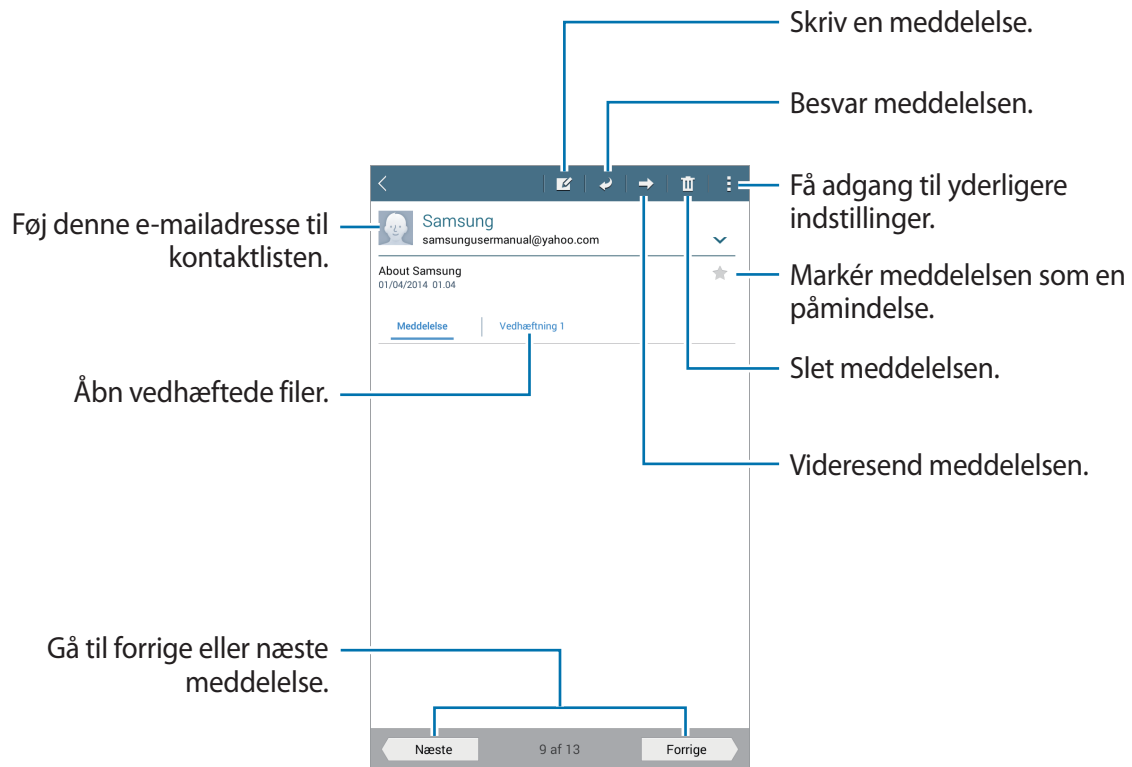 Skriv en meddelelse.
Besvar meddelelsen.
Få adgang til yderligere
indstillinger.
Føj denne e-mailadresse til
kontaktlisten.
Samsung
samsungusermanual@yahoo.com
About Samsung
01/04/2014 01.04
Markér meddelelsen som en
påmindelse.
Meddelelse
Vedhæftning 1
Slet meddelelsen.
Åbn vedhæftede filer.
Videresend meddelelsen.
Gå til forrige eller næste
meddelelse.
Næste
9 af 13
Forrige